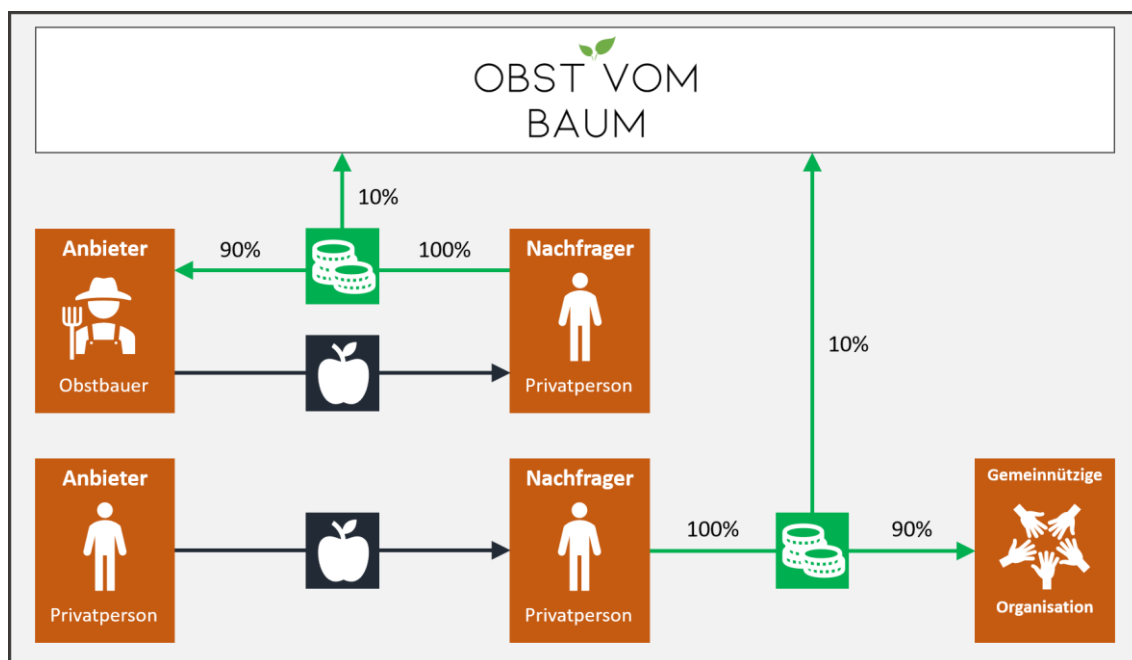 OBST VOM
BAUM
10%
Anbieter
90%
100%
Nachfrager
Obstbauer
Privatperson
10%
Anbieter
Nachfrager
Gemeinnützige
100%
90%
Privatperson
Privatperson
Organisation